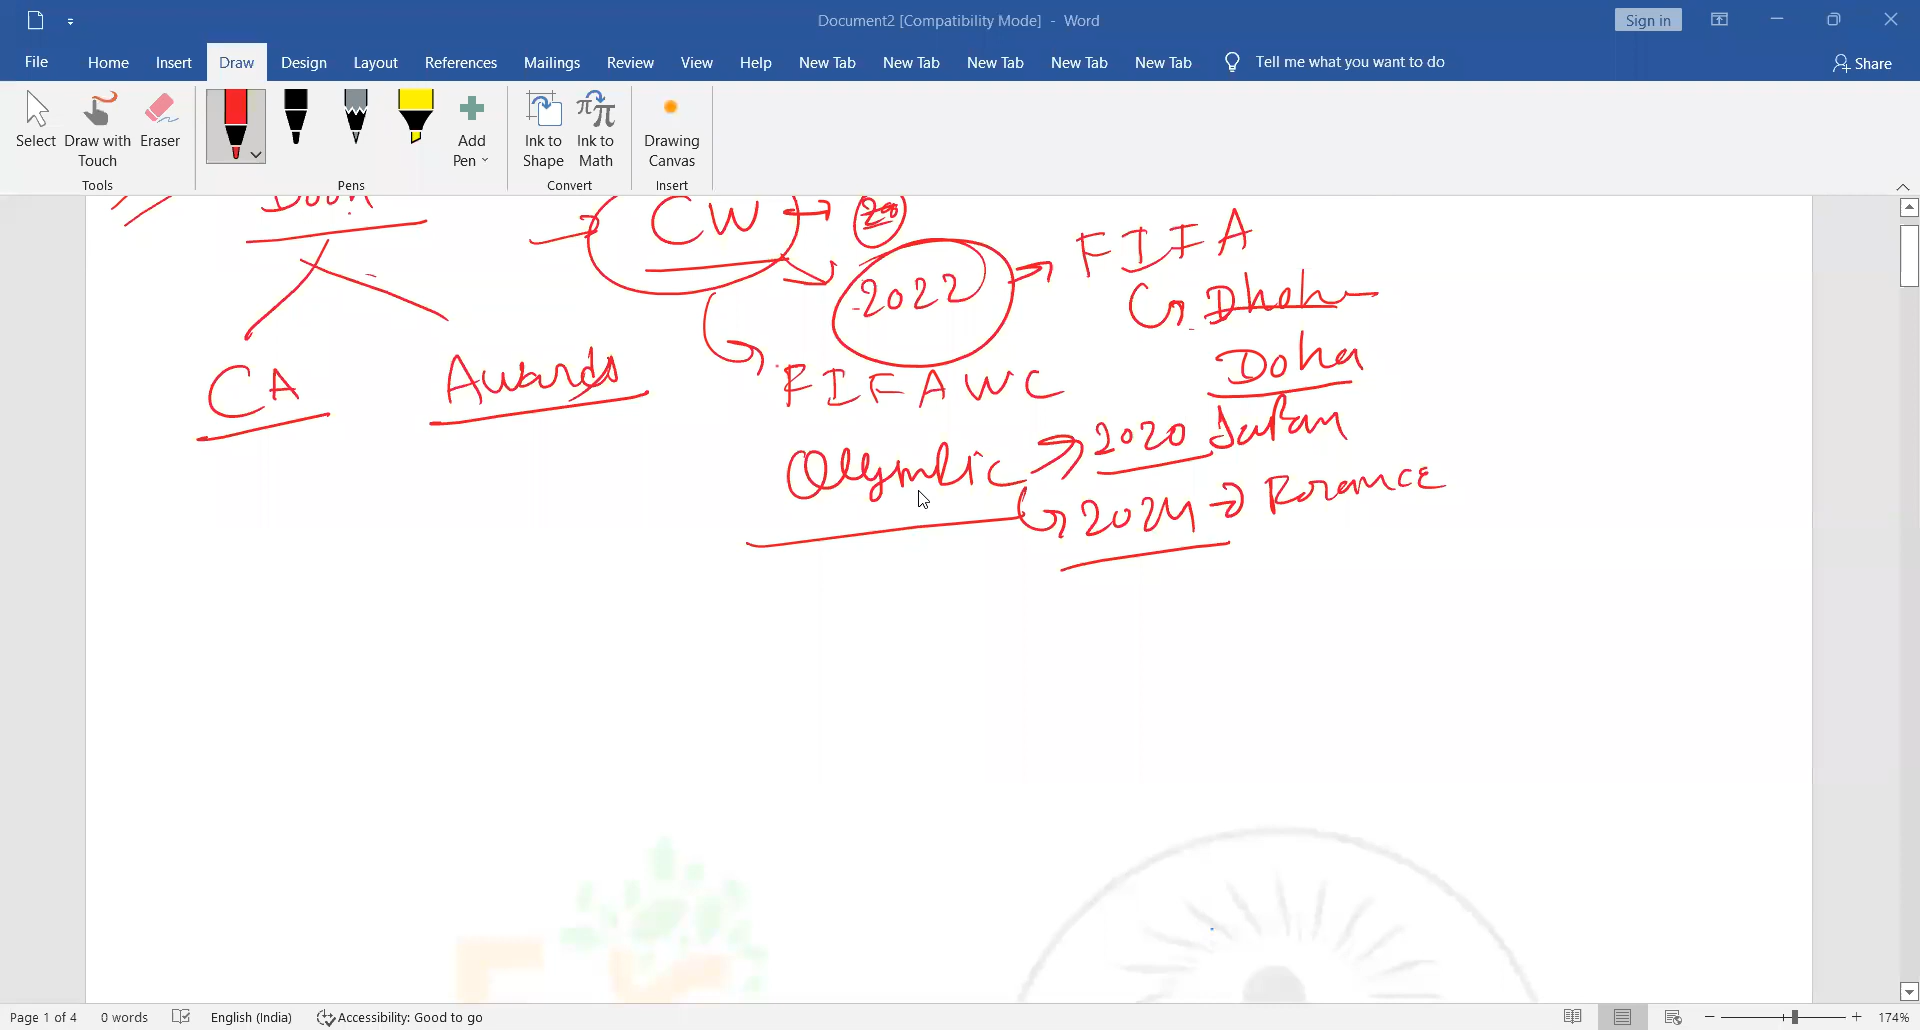 Document2 [Compatibility Mode] - Word
Sign in
File Home Insert Draw Design Layout References Mailings Review View Help New Tab New Tab New Tab New Tab New Tab Tell me what you want to do
Share
Select
Draw with Touch
Eraser
Add Pen
Ink to Shape
Ink to Math
Drawing Canvas
Tools
Pens
Convert
Insert
CW
2022
FIFA
Doha
CA
Awards
FIFA WC
Olympic
2020 Japan
2024
Page 1 of 4
0 words
English (India)
Accessibility: Good to go
174%